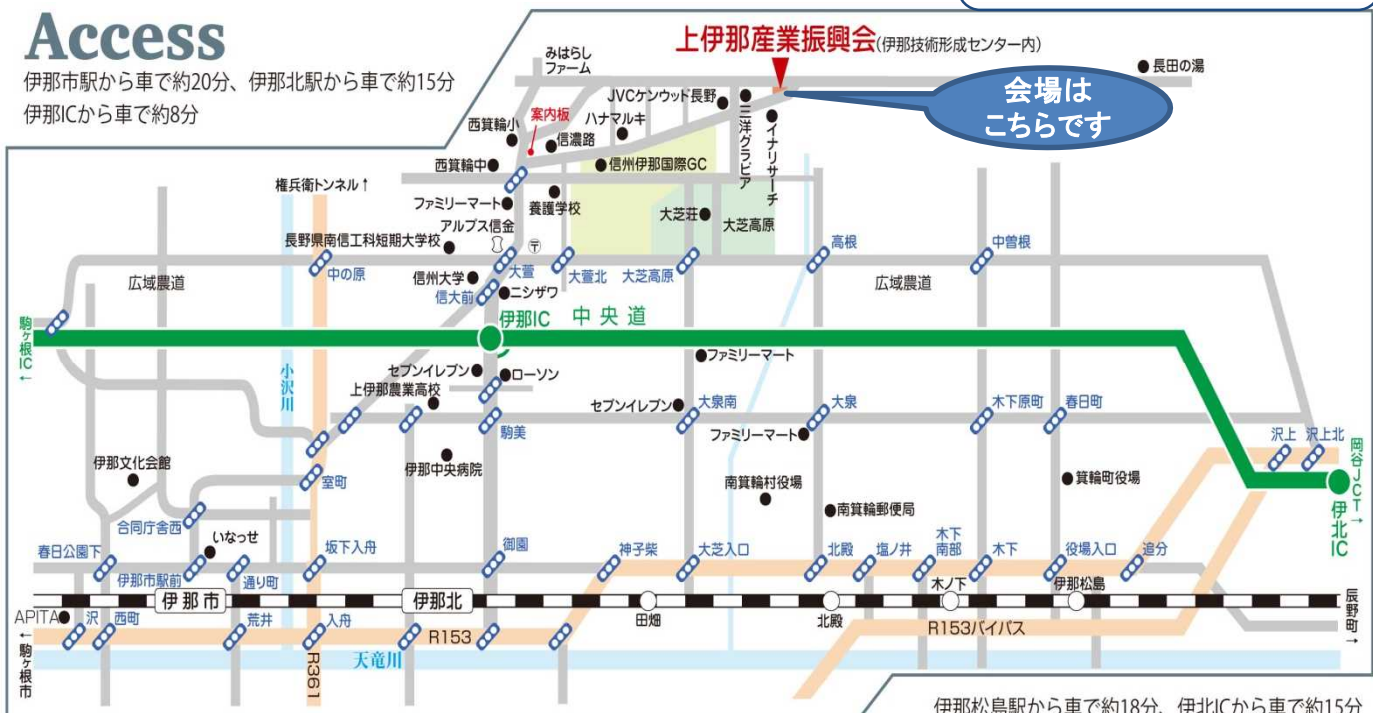 Access
伊那市駅から車で約20分、伊那北駅から車で約15分
伊那ICから車で約8分
上伊那産業振興会(伊那技術形成センター内)
会場は
こちらです
みはらし
ファーム
長田の湯
JVCケンウッド長野
案内板
ハナマルキ
西箕輪小
信濃路
三洋グラビア
イナリサーチ
西箕輪中
信州伊那国際GC
権兵衛トンネル↑
ファミリーマート
養護学校
大芝荘
大芝高原
アルプス信金
長野県南信工科短期大学校
〒
高根
中曽根
中の原
信州大学
大萱
大萱北
大芝高原
広域農道
信大前
ニシザワ
広域農道
駒ヶ根IC←
伊那IC
中央道
ファミリーマート
小沢川
セブンイレブン
ローソン
上伊那農業高校
セブンイレブン
大泉南
大泉
木下原町
春日町
駒美
ファミリーマート
沢上
沢上北
岡谷JCT→
伊那文化会館
伊那中央病院
室町
南箕輪村役場
箕輪町役場
伊北IC
合同庁舎西
南箕輪郵便局
いなっせ
春日公園下
伊那市駅前
通り町
坂下入舟
御園
神子柴
大芝入口
北殿
塩ノ井
木下
南部
木下
役場入口
追分
伊那市
伊那北
田畑
北殿
木ノ下
伊那松島
辰野町→
APITA
沢
西町
荒井
入舟
R153
R153バイパス
←駒ヶ根市
R361
天竜川
伊那松島駅から車で約18分、伊北ICから車で約15分